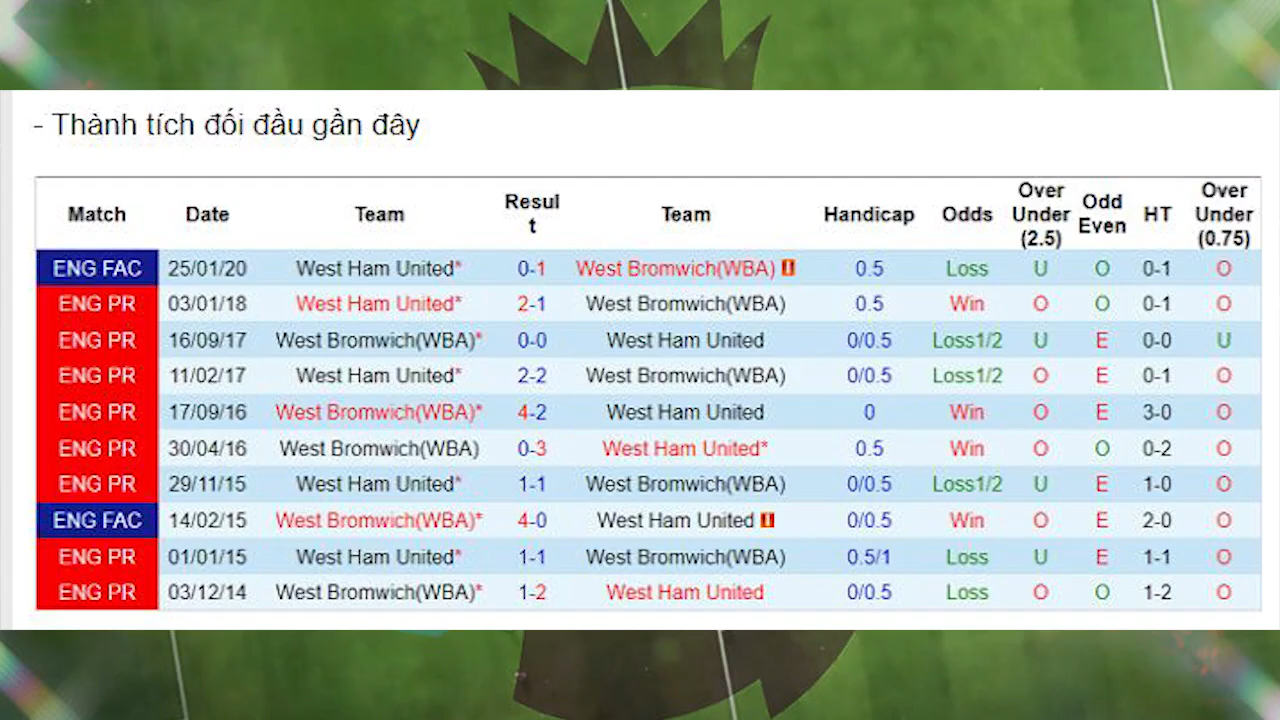 - Thành tích đối đầu gần đây
Match Date Team Resul t Team Handicap Odds Over Under (2.5) Odd Even HT Over Under (0.75)
ENG FAC 25/01/20 West Ham United* 0-1 West Bromwich(WBA) 0.5 Loss U O 0-1 O
ENG PR 03/01/18 West Ham United* 2-1 West Bromwich(WBA) 0.5 Win O O 0-1 O
ENG PR 16/09/17 West Bromwich(WBA)* 0-0 West Ham United 0/0.5 Loss1/2 U E 0-0 U
ENG PR 11/02/17 West Ham United* 2-2 West Bromwich(WBA) 0/0.5 Loss1/2 O E 0-1 O
ENG PR 17/09/16 West Bromwich(WBA)* 4-2 West Ham United 0 Win O E 3-0 O
ENG PR 30/04/16 West Bromwich(WBA) 0-3 West Ham United* 0.5 Win O O 0-2 O
ENG PR 29/11/15 West Ham United* 1-1 West Bromwich(WBA) 0/0.5 Loss1/2 U E 1-0 O
ENG FAC 14/02/15 West Bromwich(WBA)* 4-0 West Ham United 0/0.5 Win O E 2-0 O
ENG PR 01/01/15 West Ham United* 1-1 West Bromwich(WBA) 0.5/1 Loss U E 1-1 O
ENG PR 03/12/14 West Bromwich(WBA)* 1-2 West Ham United 0/0.5 Loss O O 1-2 O